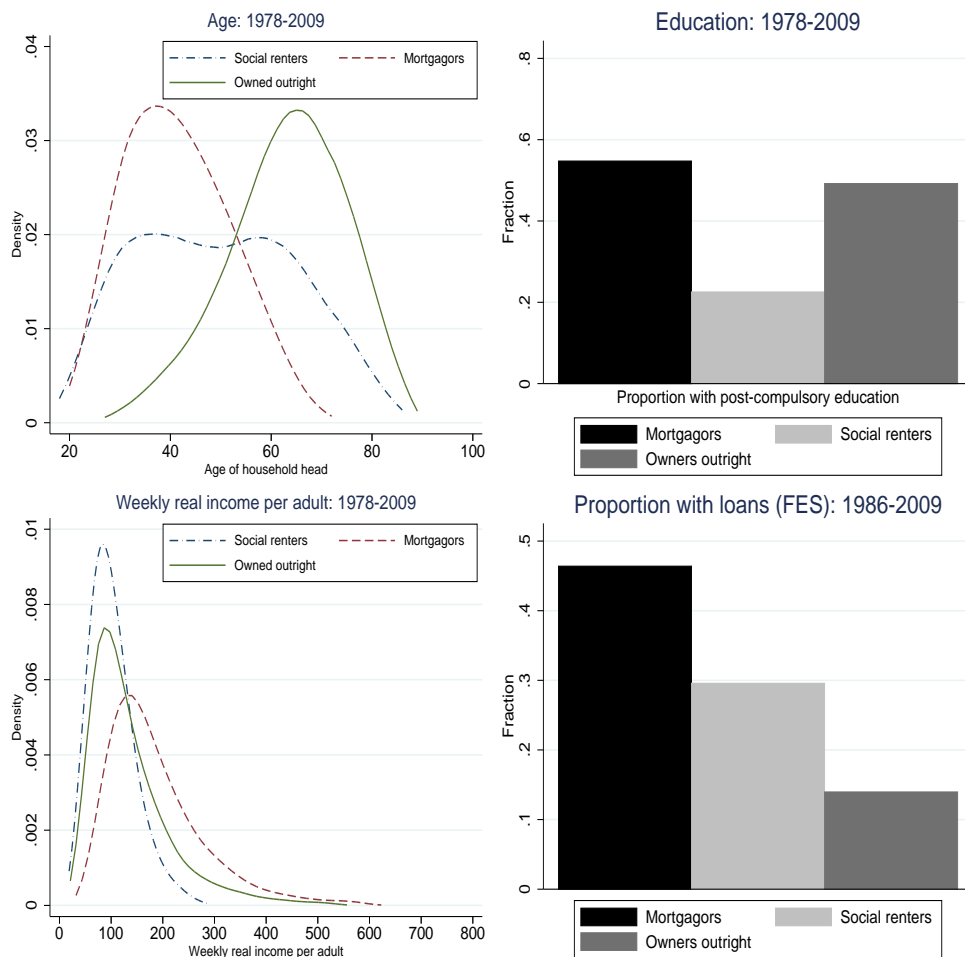 Age: 1978-2009
Social renters
Mortgagors
Owned outright
Density
.04
.03
.02
.01
0
20
40
60
80
100
Age of household head
Education: 1978-2009
Fraction
.8
.6
.4
.2
0
Proportion with post-compulsory education
Mortgagors
Social renters
Owners outright
Weekly real income per adult: 1978-2009
Social renters
Mortgagors
Owned outright
Density
.01
.008
.006
.004
.002
0
0
100
200
300
400
500
600
700
800
Weekly real income per adult
Proportion with loans (FES): 1986-2009
Fraction
.5
.4
.3
.2
.1
0
Mortgagors
Social renters
Owners outright